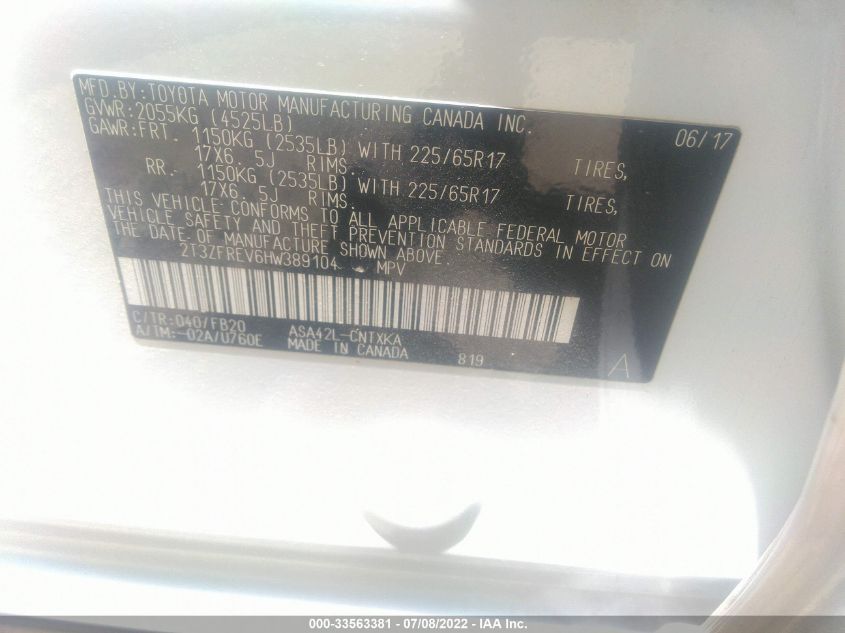 MFD.BY:TOYOTA MOTOR MANUFACTURING CANADA INC. 06/17
GVWR:2055KG (4525LB)
GAWR:FRT. 1150KG (2535LB) WITH 225/65R17 TIRES,
17X6. 5J RIMS.
RR. 1150KG (2535LB) WITH 225/65R17 TIRES,
17X6. 5J RIMS.
THIS VEHICLE CONFORMS TO ALL APPLICABLE FEDERAL MOTOR
VEHICLE SAFETY AND THEFT PREVENTION STANDARDS IN EFFECT ON
THE DATE OF MANUFACTURE SHOWN ABOVE.
2T3ZFREV6HW389104 MPV
C/TR:040/FB20 ASA42L-CNTXKA
A/TM:-02A/U760E MADE IN CANADA 819 A
000-33563381 - 07/08/2022 - IAA Inc.